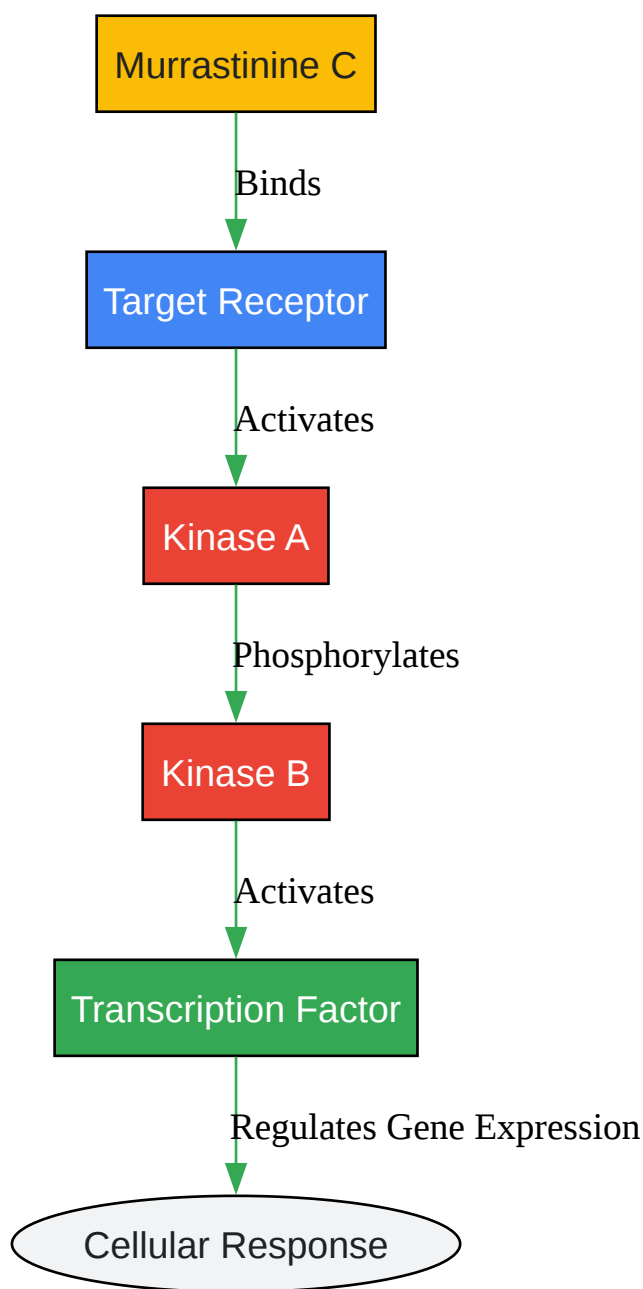 Murrastinine C
Binds
Target Receptor
Activates
Kinase A
Phosphorylates
Kinase B
Activates
Transcription Factor
Regulates Gene Expression
Cellular Response